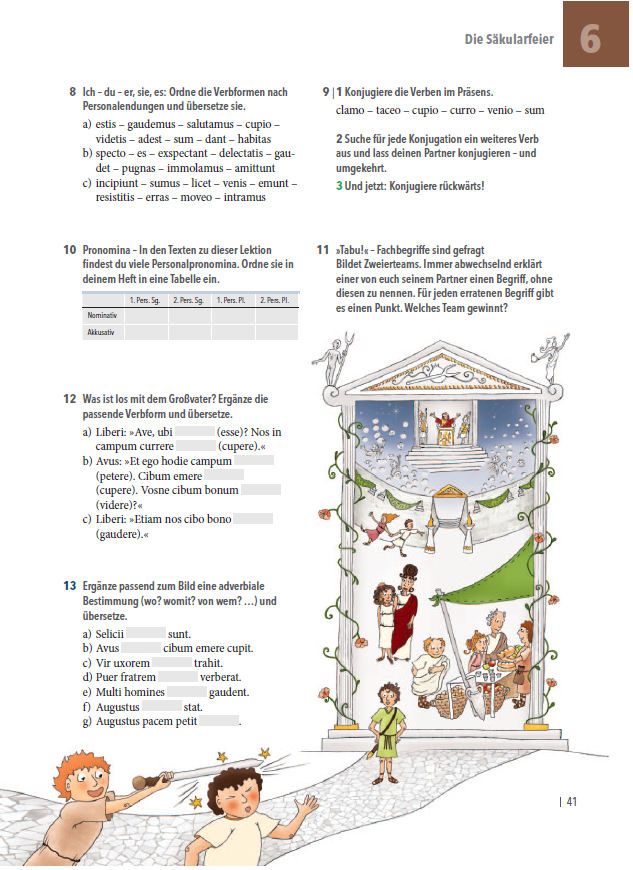 Die Säkularfeier
6
8 Ich – du – er, sie, es: Ordne die Verbformen nach
Personalendungen und übersetze sie.
a) estis – gaudemus – salutamus – cupio –
videtis – adest – sum – dant – habitas
b) specto – es – exspectant – delectatis – gau-
det – pugnas – immolamus – amittunt
c) incipiunt – sumus – licet – venis – emunt –
resistitis – erras – moveo – intramus
9 | 1 Konjugiere die Verben im Präsens.
clamo – taceo – cupio – curro – venio – sum
2 Suche für jede Konjugation ein weiteres Verb
aus und lass deinen Partner konjugieren – und
umgekehrt.
3 Und jetzt: Konjugiere rückwärts!
10 Pronomina – In den Texten zu dieser Lektion
findest du viele Personalpronomina. Ordne sie in
deinem Heft in eine Tabelle ein.
1. Pers. Sg. 2. Pers. Sg. 1. Pers. Pl. 2. Pers. Pl.
Nominativ
Akkusativ
11 »Tabu!« – Fachbegriffe sind gefragt
Bildet Zweierteams. Immer abwechselnd erklärt
einer von euch seinem Partner einen Begriff, ohne
diesen zu nennen. Für jeden erratenen Begriff gibt
es einen Punkt. Welches Team gewinnt?
12 Was ist los mit dem Großvater? Ergänze die
passende Verbform und übersetze.
a) Liberi: »Ave, ubi (esse)? Nos in
campum currere (cupere).«
b) Avus: »Et ego hodie campum
(petere). Cibum emere
(cupere). Vosne cibum bonum
(videre)?«
c) Liberi: »Etiam nos cibo bono
(gaudere).«
13 Ergänze passend zum Bild eine adverbiale
Bestimmung (wo? womit? von wem? …) und
übersetze.
a) Selicii sunt.
b) Avus cibum emere cupit.
c) Vir uxorem trahit.
d) Puer fratrem verberat.
e) Multi homines gaudent.
f) Augustus stat.
g) Augustus pacem petit .
| 41